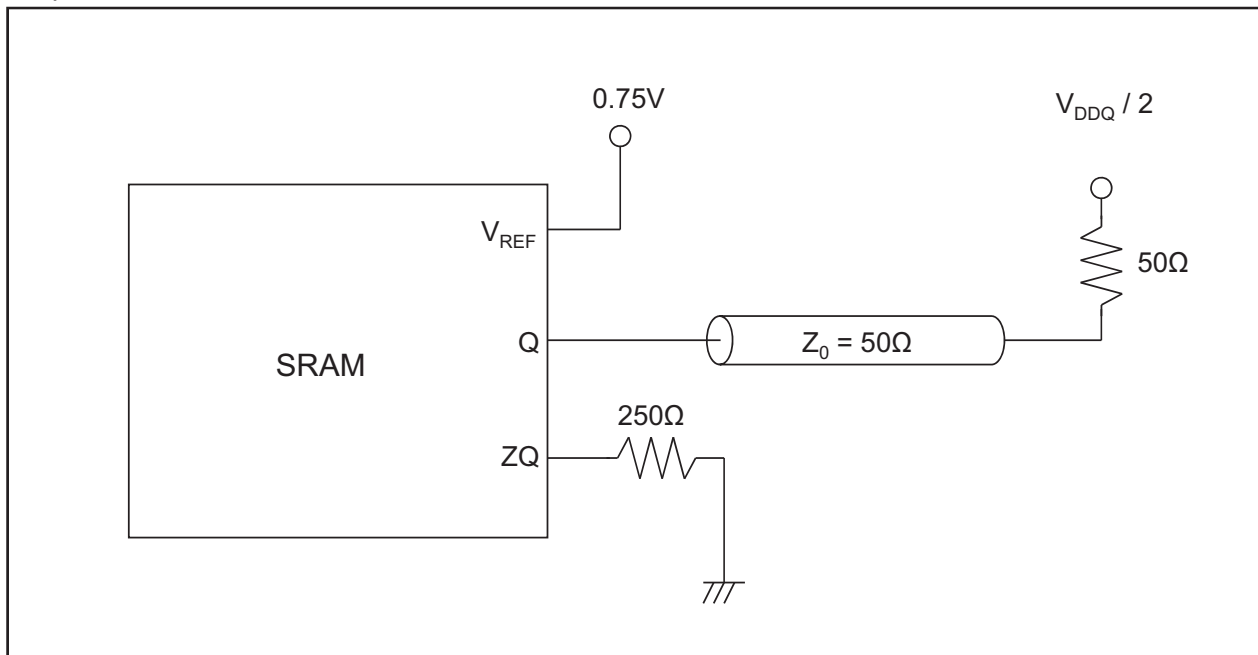 0.75V
V_DDQ / 2
V_REF
50Ω
Q
Z_0 = 50Ω
SRAM
250Ω
ZQ